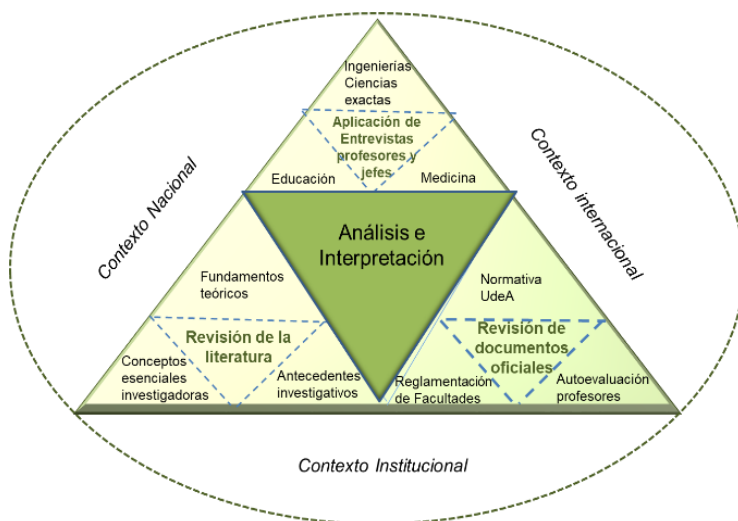 Ingenierías
Ciencias
exactas
Aplicación de
Entrevistas
profesores y
jefes
Educación
Medicina
Contexto Nacional
Contexto internacional
Análisis e
Interpretación
Fundamentos
teóricos
Normativa
UdeA
Revisión de la
literatura
Revisión de
documentos
oficiales
Conceptos
esenciales
investigadoras
Antecedentes
investigativos
Reglamentación
de Facultades
Autoevaluación
profesores
Contexto Institucional